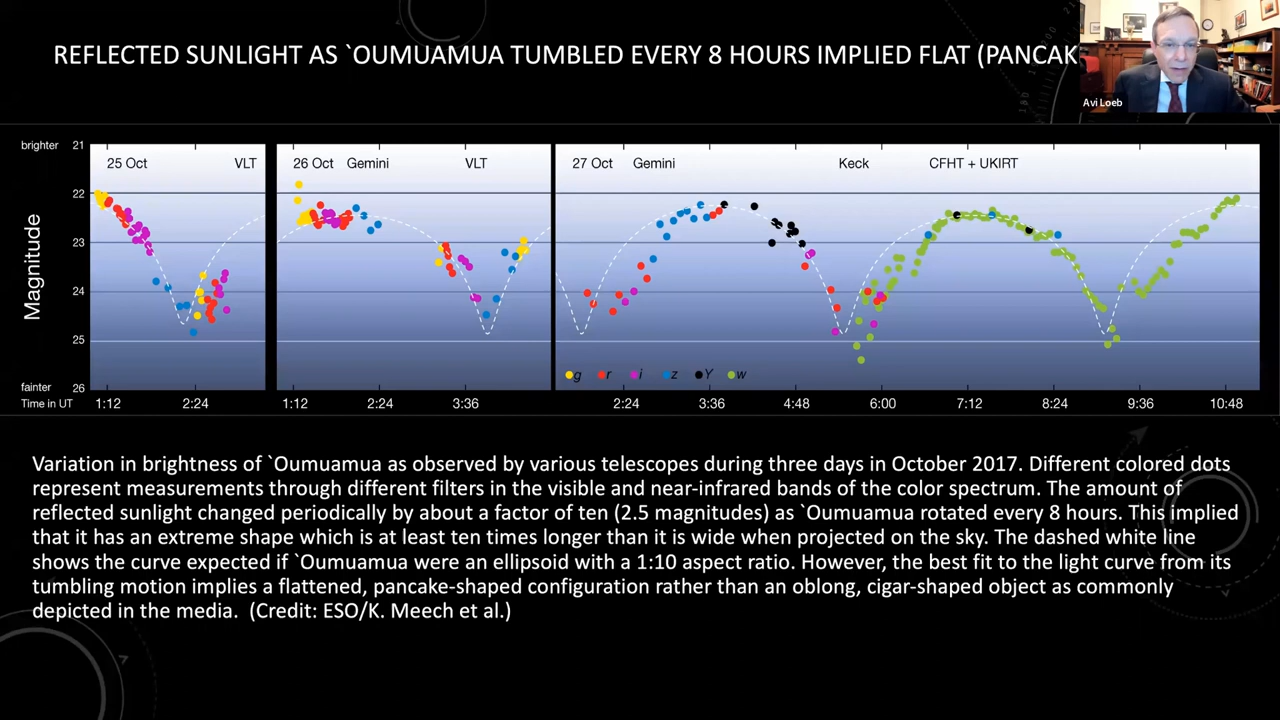 REFLECTED SUNLIGHT AS `OUMUAMUA TUMBLED EVERY 8 HOURS IMPLIED FLAT (PANCAK
Avi Loeb
brighter 21
25 Oct VLT
26 Oct Gemini VLT
27 Oct Gemini Keck CFHT + UKIRT
22
23
Magnitude
24
25
g r i z Y w
fainter 26
Time in UT 1:12 2:24 1:12 2:24 3:36 2:24 3:36 4:48 6:00 7:12 8:24 9:36 10:48
Variation in brightness of `Oumuamua as observed by various telescopes during three days in October 2017. Different colored dots
represent measurements through different filters in the visible and near-infrared bands of the color spectrum. The amount of
reflected sunlight changed periodically by about a factor of ten (2.5 magnitudes) as `Oumuamua rotated every 8 hours. This implied
that it has an extreme shape which is at least ten times longer than it is wide when projected on the sky. The dashed white line
shows the curve expected if `Oumuamua were an ellipsoid with a 1:10 aspect ratio. However, the best fit to the light curve from its
tumbling motion implies a flattened, pancake-shaped configuration rather than an oblong, cigar-shaped object as commonly
depicted in the media. (Credit: ESO/K. Meech et al.)